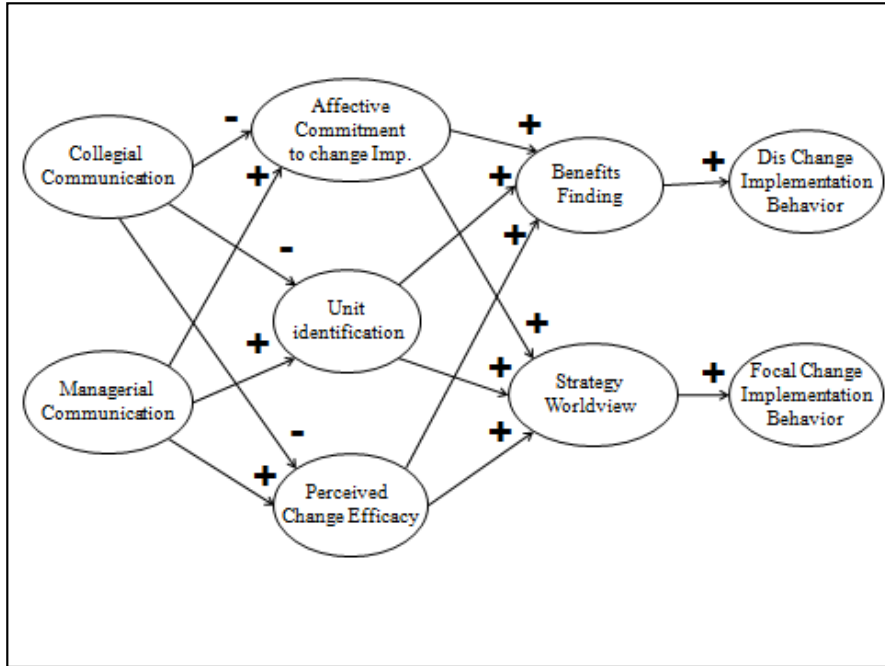 Collegial
Communication
-
Affective
Commitment
to change Imp.
+
+
Benefits
Finding
+
+
+
Dis Change
Implementation
Behavior
-
Unit
identification
+
Managerial
Communication
+
+
Strategy
Worldview
+
+
Focal Change
Implementation
Behavior
-
+
Perceived
Change Efficacy